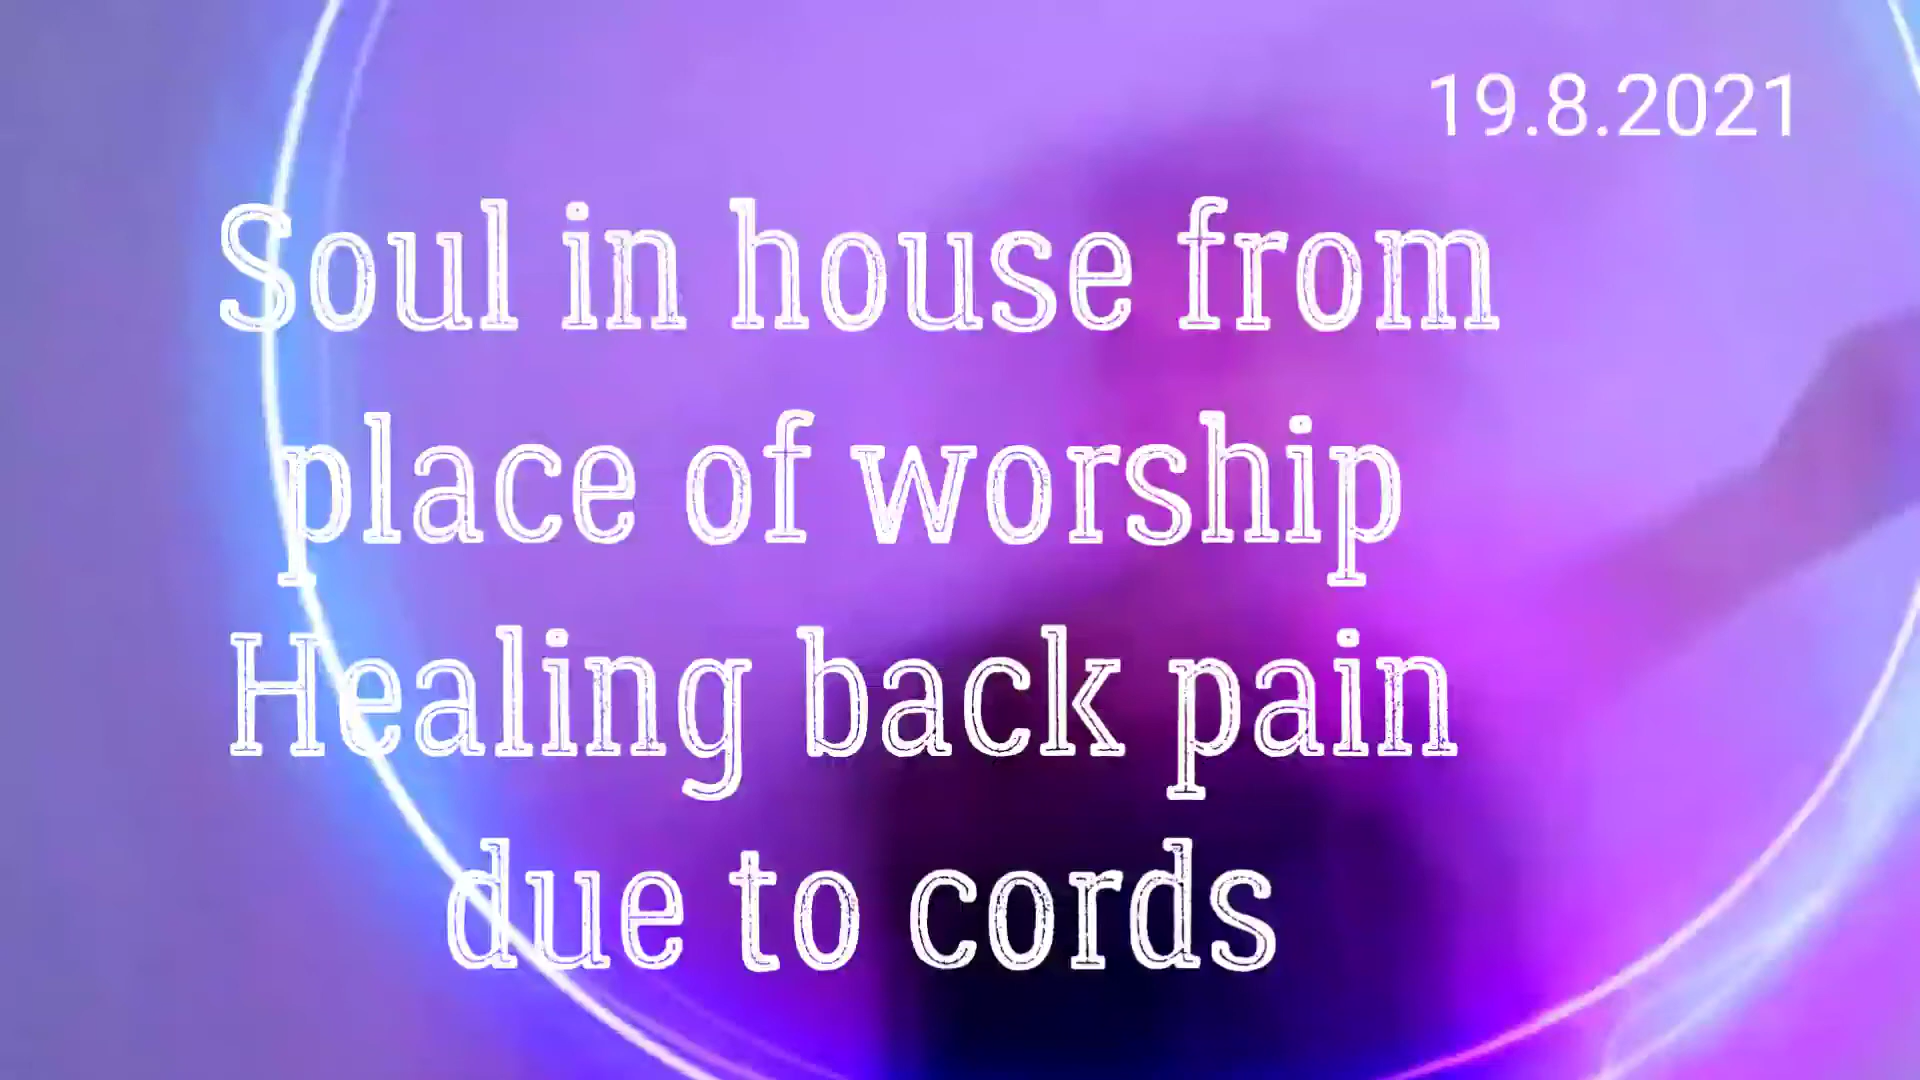 19.8.2021
Soul in house from
place of worship
Healing back pain
due to cords